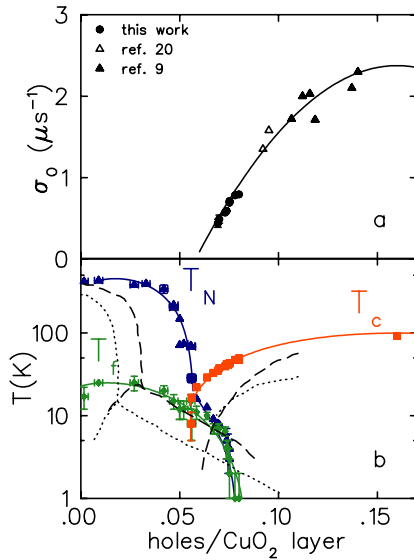 this work
ref. 20
ref. 9
3
2
1
0
σo (μs⁻¹)
a
TN
Tc
Tf
100
10
1
T(K)
b
.00 .05 .10 .15
holes/CuO2 layer